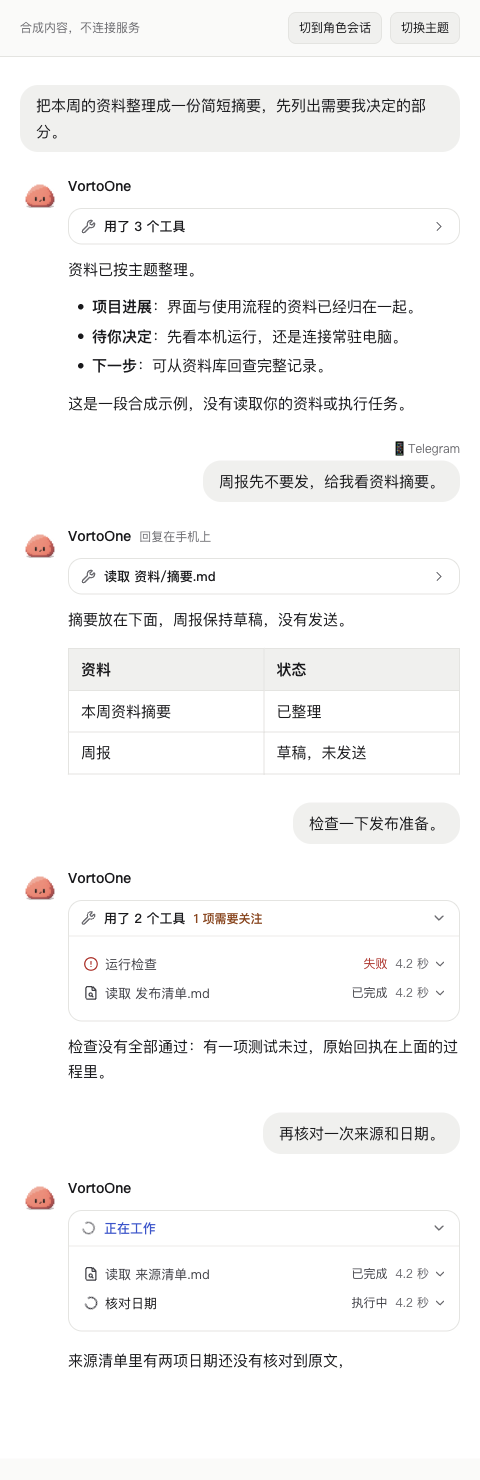 合成内容，不连接服务
切到角色会话
切换主题
把本周的资料整理成一份简短摘要，先列出需要我决定的部
分。
VortoOne
用了 3 个工具
资料已按主题整理。
• 项目进展：界面与使用流程的资料已经归在一起。
• 待你决定：先看本机运行，还是连接常驻电脑。
• 下一步：可从资料库回查完整记录。
这是一段合成示例，没有读取你的资料或执行任务。
Telegram
周报先不要发，给我看资料摘要。
VortoOne 回复在手机上
读取 资料/摘要.md
摘要放在下面，周报保持草稿，没有发送。
资料 状态
本周资料摘要 已整理
周报 草稿，未发送
检查一下发布准备。
VortoOne
用了 2 个工具 1 项需要关注
运行检查 失败 4.2 秒
读取 发布清单.md 已完成 4.2 秒
检查没有全部通过：有一项测试未过，原始回执在上面的过
程里。
再核对一次来源和日期。
VortoOne
正在工作
读取 来源清单.md 已完成 4.2 秒
核对日期 执行中 4.2 秒
来源清单里有两项日期还没有核对到原文，